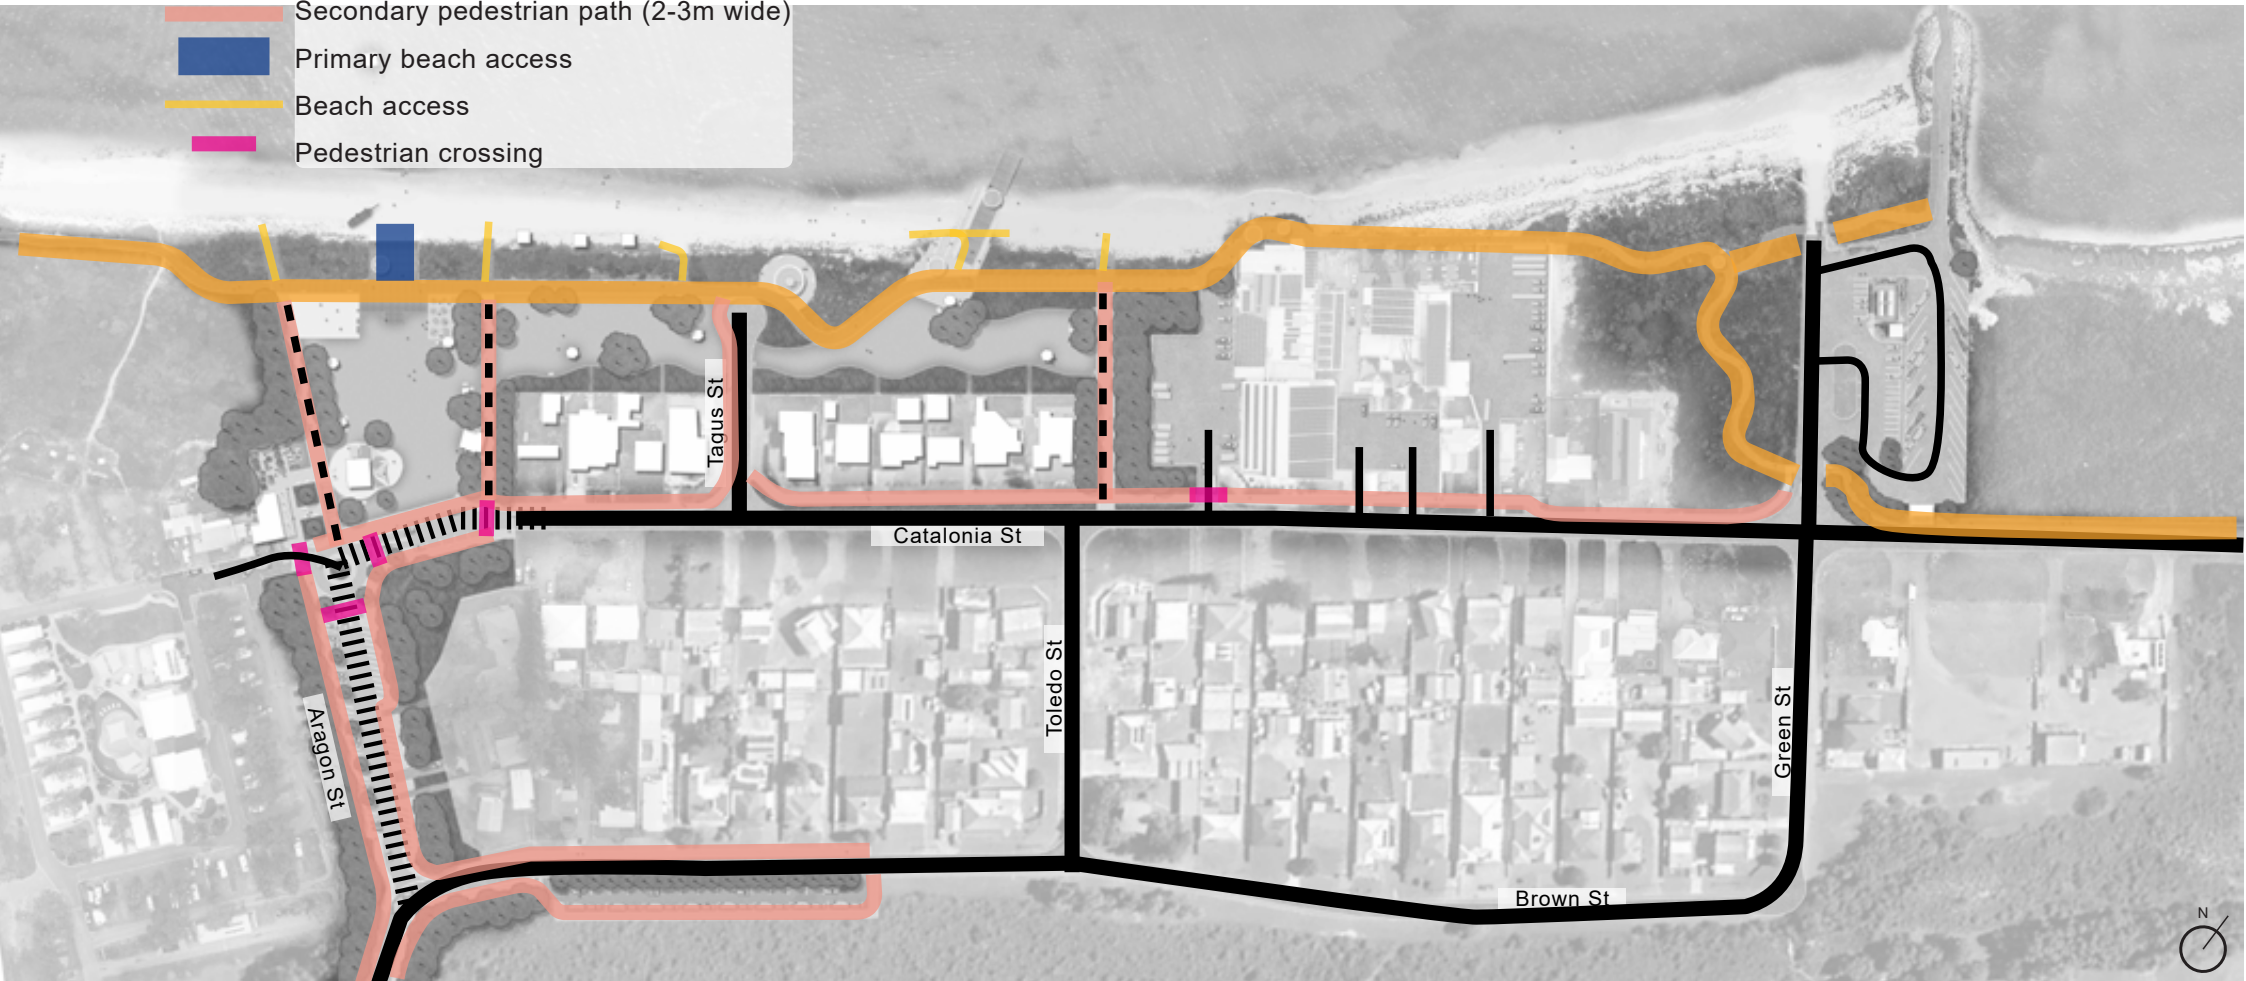 Secondary pedestrian path (2-3m wide)
Primary beach access
Beach access
Pedestrian crossing
Tagus St
Catalonia St
Toledo St
Green St
Aragon St
Brown St
N